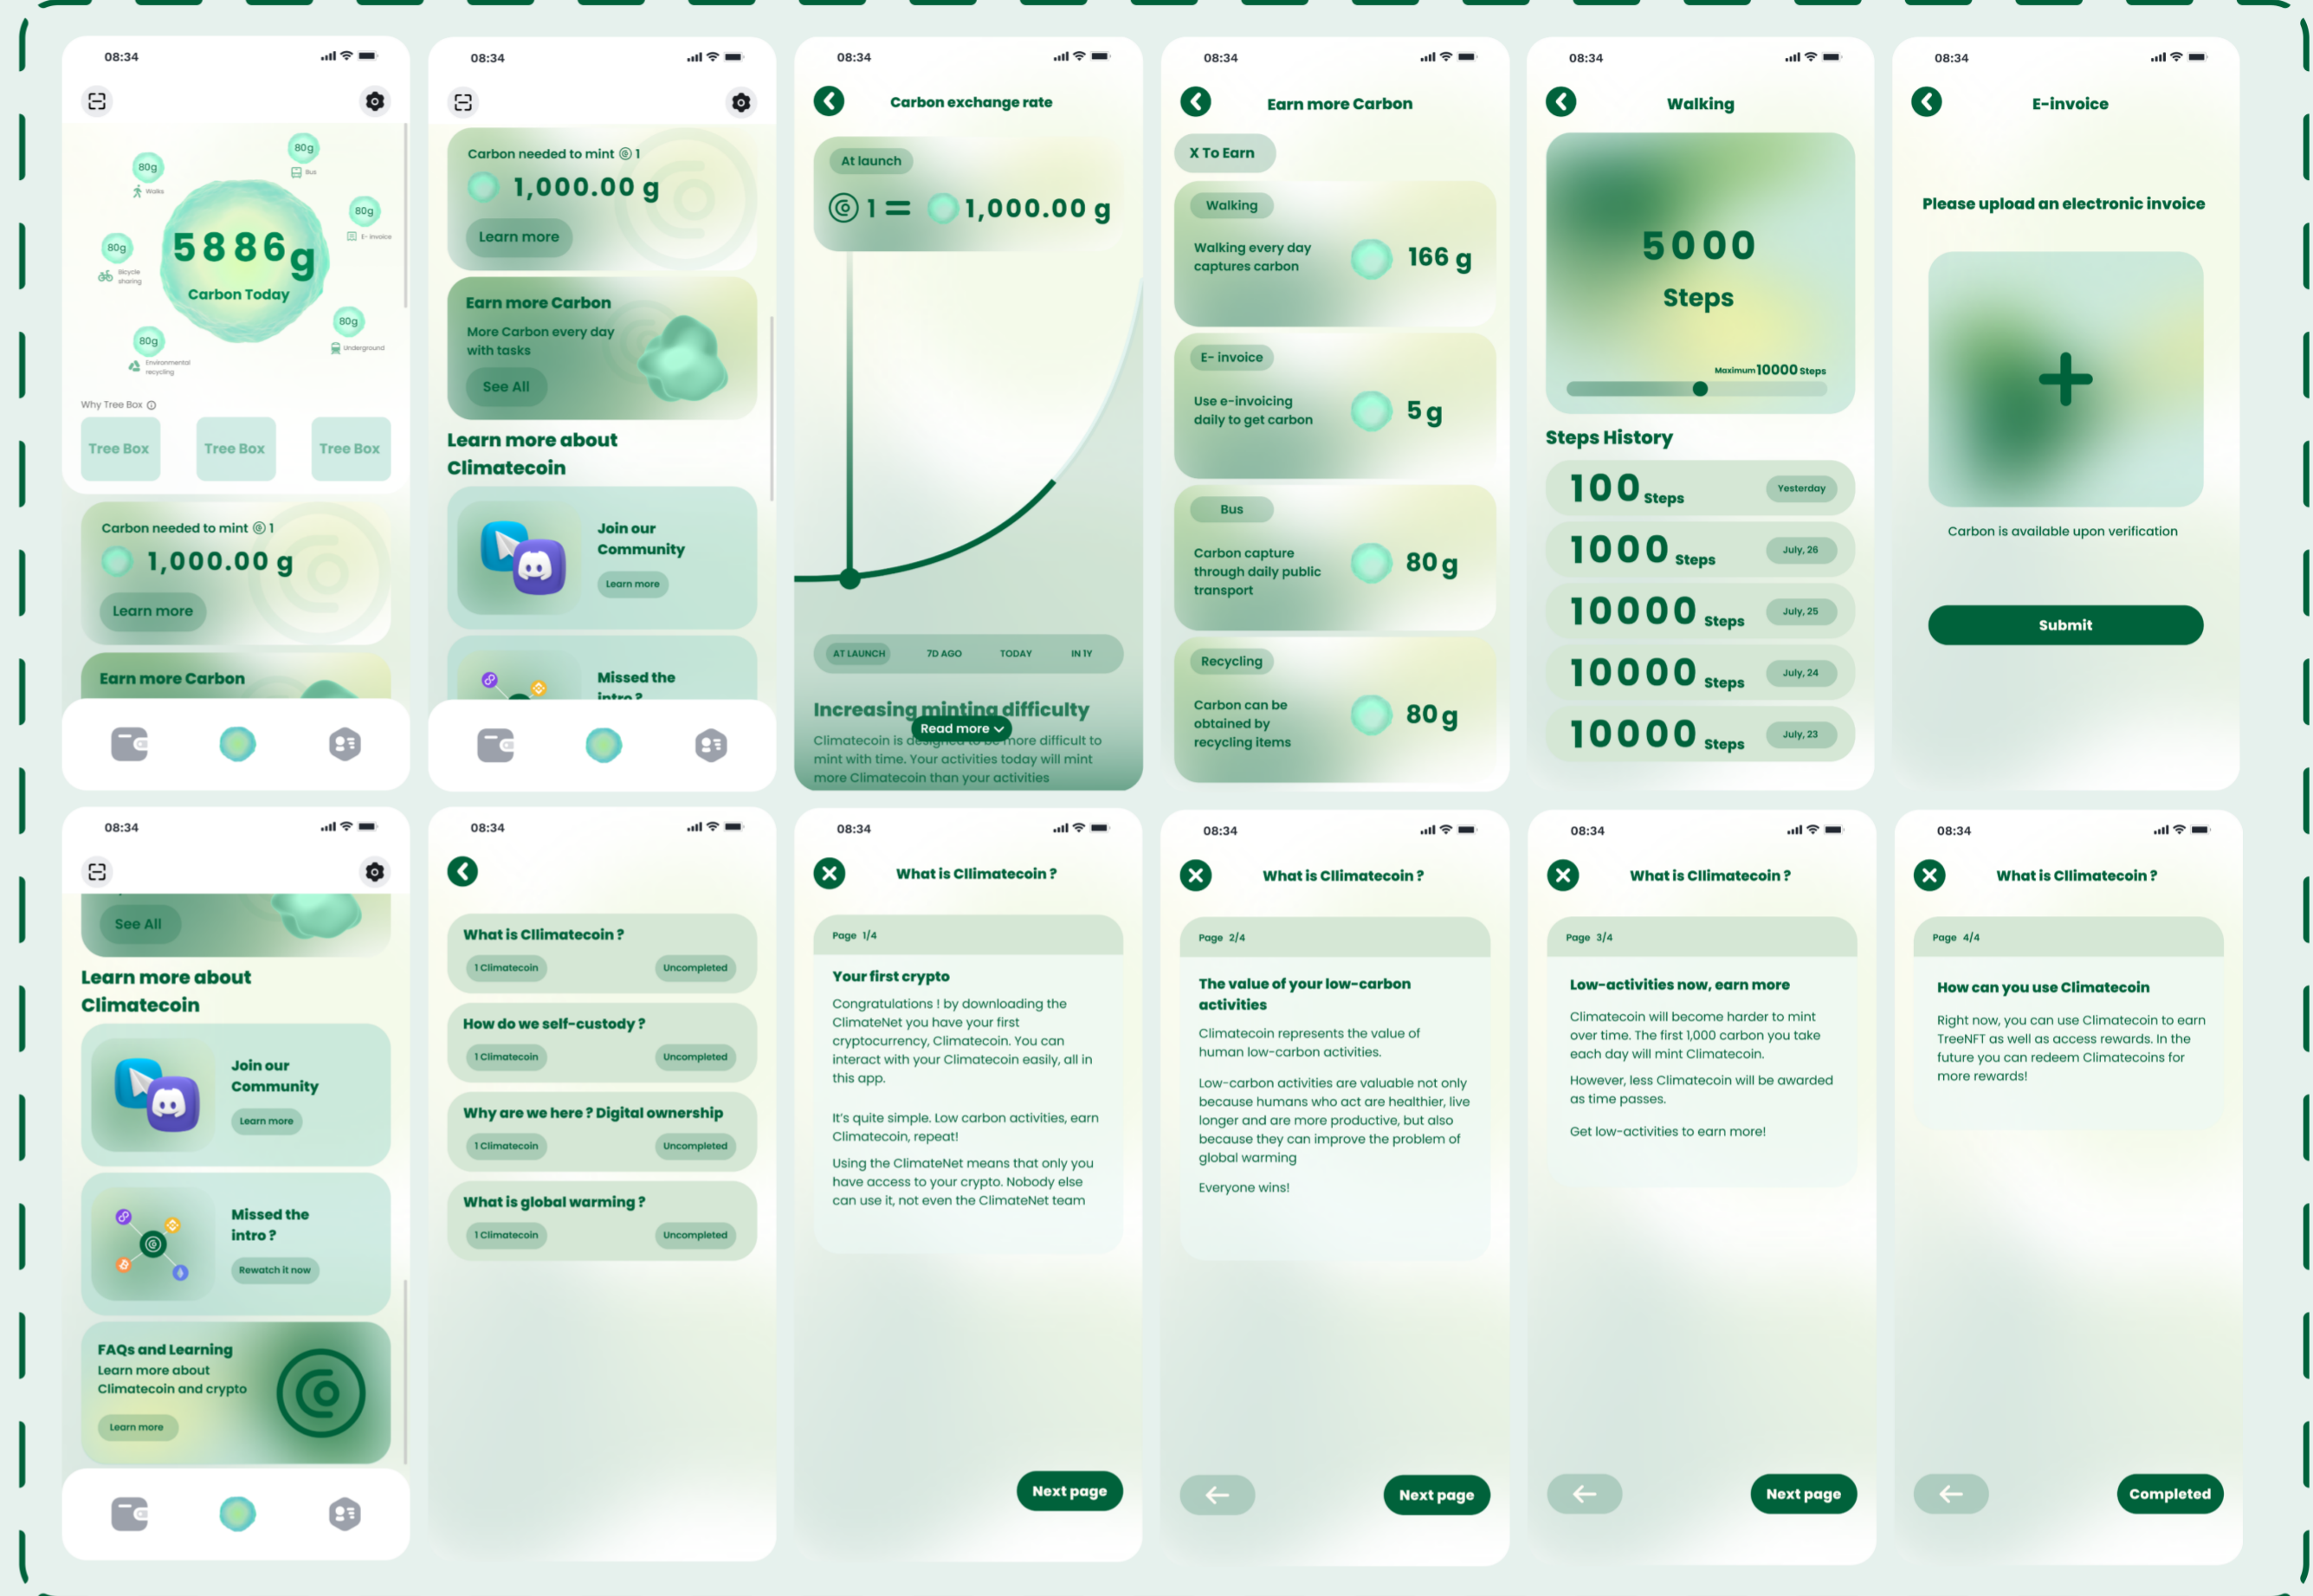 08:34
80g
Bus
80g
Walks
80g
E- invoice
80g
Bicycle
sharing
5886g
Carbon Today
80g
Underground
80g
Environmental
recycling
Why Tree Box
Tree Box
Tree Box
Tree Box
Carbon needed to mint 1
1,000.00 g
Learn more
Earn more Carbon
08:34
Carbon needed to mint 1
1,000.00 g
Learn more
Earn more Carbon
More Carbon every day
with tasks
See All
Learn more about
Climatecoin
Join our
Community
Learn more
Missed the
intro ?
08:34
Carbon exchange rate
At launch
1 = 1,000.00 g
AT LAUNCH 7D AGO TODAY IN 1Y
Increasing minting difficulty
Read more
Climatecoin is designed to be more difficult to
mint with time. Your activities today will mint
more Climatecoin than your activities
08:34
Earn more Carbon
X To Earn
Walking
Walking every day
captures carbon
166 g
E- invoice
Use e-invoicing
daily to get carbon
5 g
Bus
Carbon capture
through daily public
transport
80 g
Recycling
Carbon can be
obtained by
recycling items
80 g
08:34
Walking
5000
Steps
Maximum 10000 Steps
Steps History
100 Steps Yesterday
1000 Steps July, 26
10000 Steps July, 25
10000 Steps July, 24
10000 Steps July, 23
08:34
E-invoice
Please upload an electronic invoice
+
Carbon is available upon verification
Submit
08:34
See All
Learn more about
Climatecoin
Join our
Community
Learn more
Missed the
intro ?
Rewatch it now
FAQs and Learning
Learn more about
Climatecoin and crypto
Learn more
08:34
What is Cllimatecoin ?
1 Climatecoin Uncompleted
How do we self-custody ?
1 Climatecoin Uncompleted
Why are we here ? Digital ownership
1 Climatecoin Uncompleted
What is global warming ?
1 Climatecoin Uncompleted
08:34
What is Cllimatecoin ?
Page 1/4
Your first crypto
Congratulations ! by downloading the
ClimateNet you have your first
cryptocurrency, Climatecoin. You can
interact with your Climatecoin easily, all in
this app.
It's quite simple. Low carbon activities, earn
Climatecoin, repeat!
Using the ClimateNet means that only you
have access to your crypto. Nobody else
can use it, not even the ClimateNet team
Next page
08:34
What is Cllimatecoin ?
Page 2/4
The value of your low-carbon
activities
Climatecoin represents the value of
human low-carbon activities.
Low-carbon activities are valuable not only
because humans who act are healthier, live
longer and are more productive, but also
because they can improve the problem of
global warming
Everyone wins!
Next page
08:34
What is Cllimatecoin ?
Page 3/4
Low-activities now, earn more
Climatecoin will become harder to mint
over time. The first 1,000 carbon you take
each day will mint Climatecoin.
However, less Climatecoin will be awarded
as time passes.
Get low-activities to earn more!
Next page
08:34
What is Cllimatecoin ?
Page 4/4
How can you use Climatecoin
Right now, you can use Climatecoin to earn
TreeNFT as well as access rewards. In the
future you can redeem Climatecoins for
more rewards!
Completed